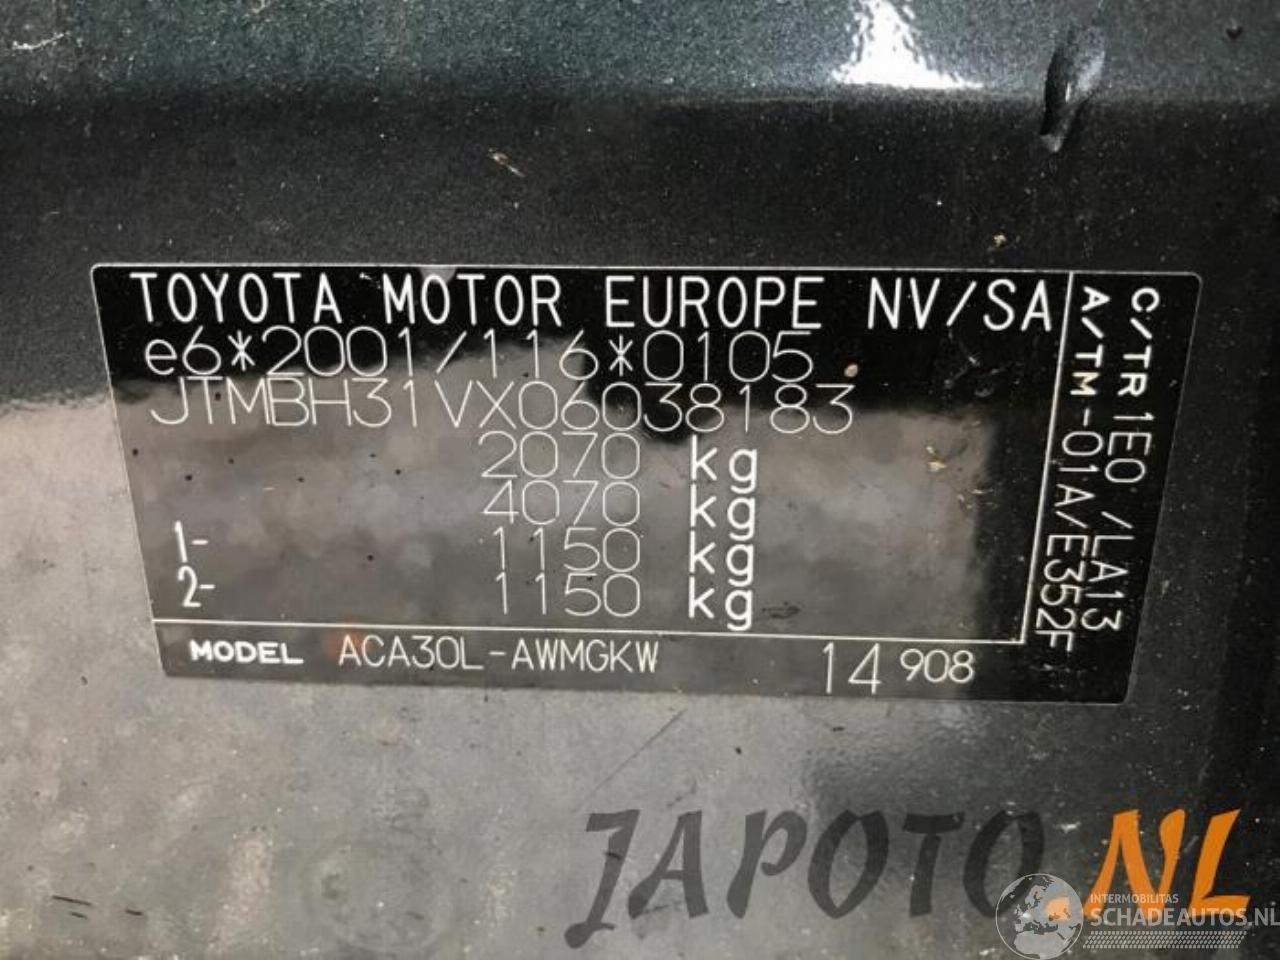 TOYOTA MOTOR EUROPE NV/SA
e6*2001/116*0105
JTMBH31VX06038183
2070 kg
4070 kg
1- 1150 kg
2- 1150 kg
MODEL ACA30L-AWMGKW 14 908
C/TR 1E0 /LA13
A/TM-01A/E352F
JAPOTO.NL
INTERMOBILITAS
SCHADEAUTOS.NL